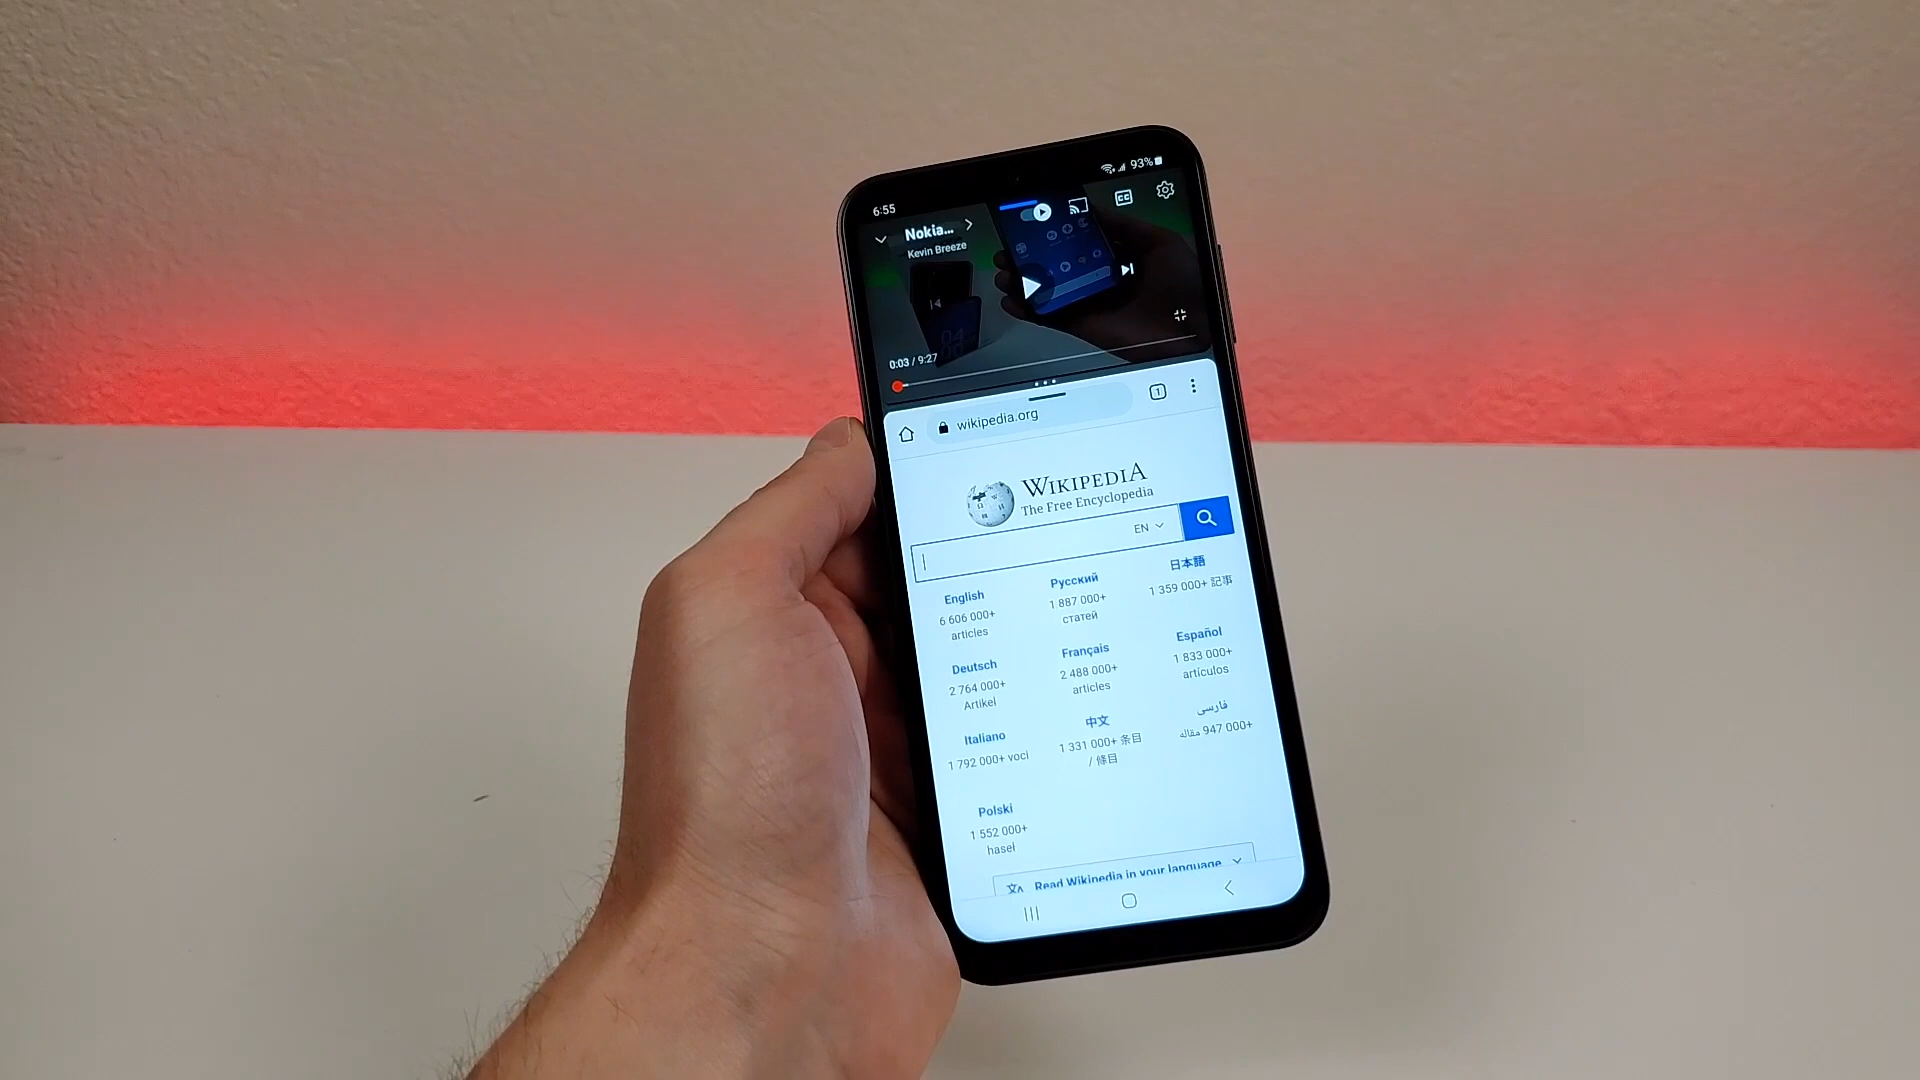 6:55
93%
Nokia...
Kevin Breeze
CC
0:03 / 9:27
wikipedia.org
1
WIKIPEDIA
The Free Encyclopedia
EN
English
6 606 000+
articles
Русский
1 887 000+
статей
日本語
1 359 000+ 記事
Deutsch
2 764 000+
Artikel
Français
2 488 000+
articles
Español
1 833 000+
artículos
Italiano
1 792 000+ voci
中文
1 331 000+ 条目
/ 條目
فارسی
947 000+ مقاله
Polski
1 552 000+
haseł
Read Wikipedia in your language